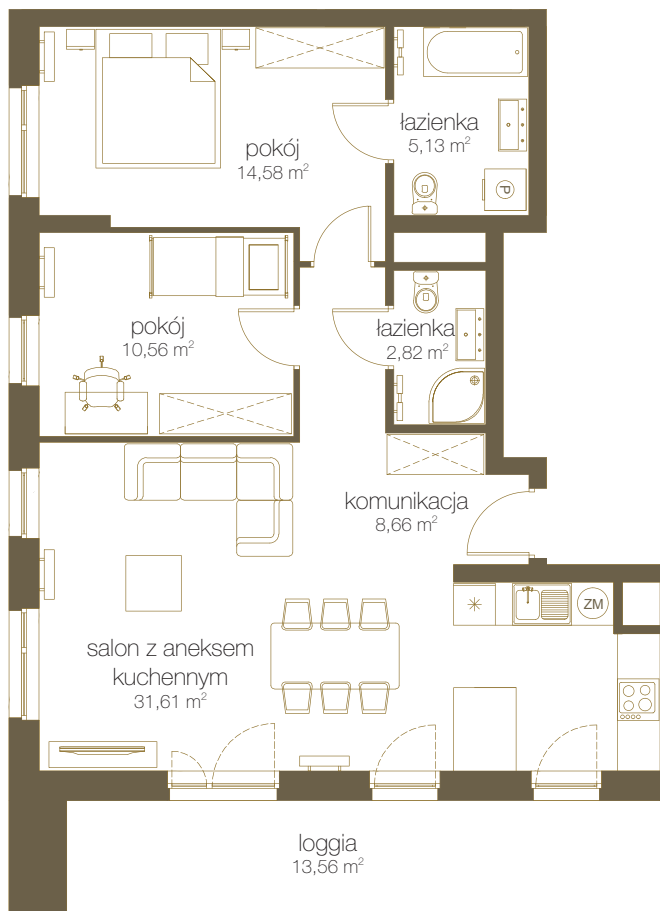 łazienka
5,13 m²
pokój
14,58 m²
P
pokój
10,56 m²
łazienka
2,82 m²
komunikacja
8,66 m²
ZM
salon z aneksem
kuchennym
31,61 m²
loggia
13,56 m²